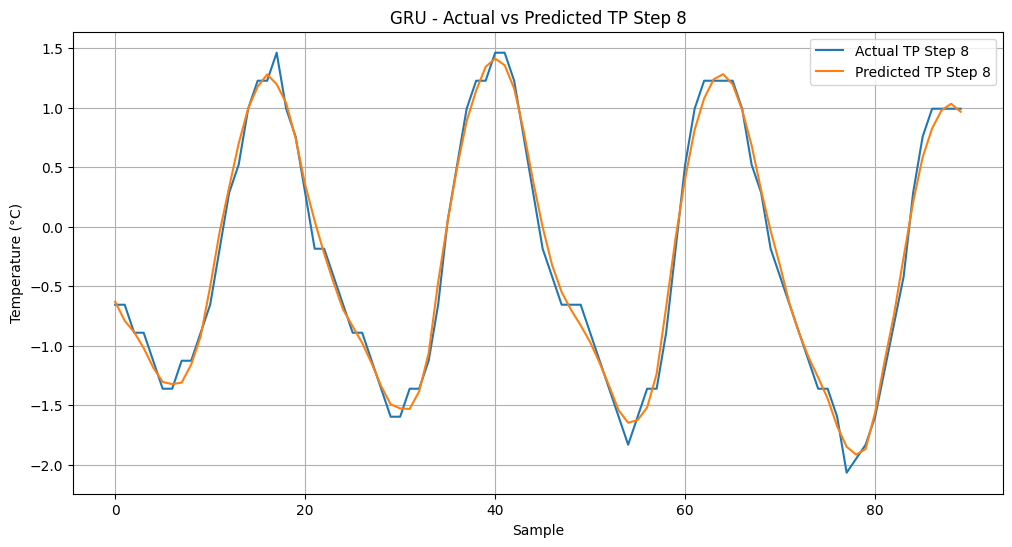 GRU - Actual vs Predicted TP Step 8
Actual TP Step 8
Predicted TP Step 8
Temperature (°C)
1.5
1.0
0.5
0.0
−0.5
−1.0
−1.5
−2.0
0 20 40 60 80
Sample